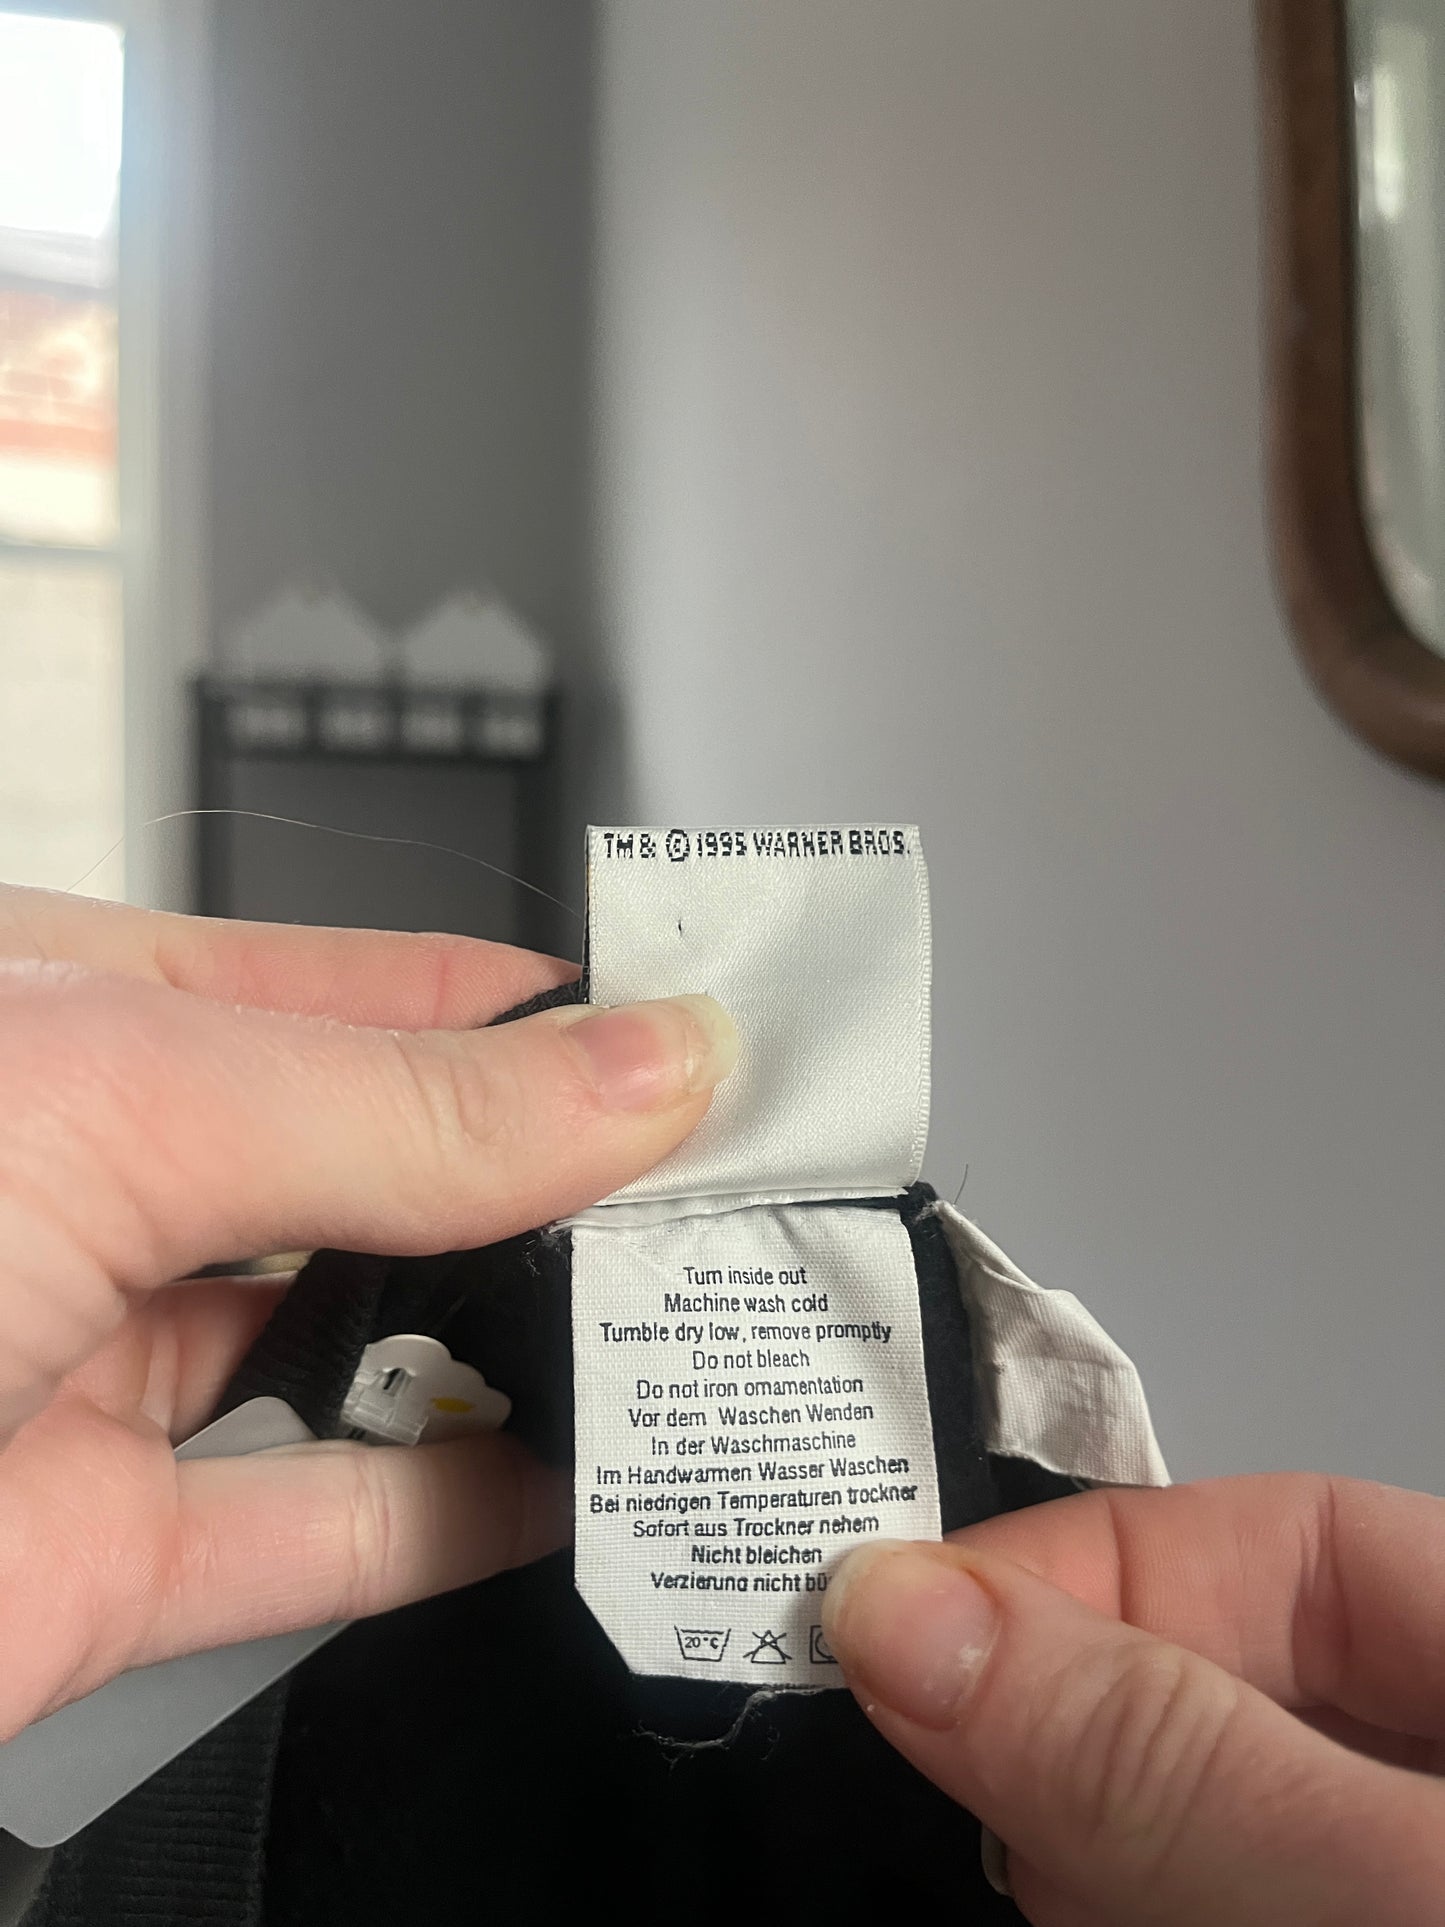 TM & © 1995 WARNER BROS.
Turn inside out
Machine wash cold
Tumble dry low, remove promptly
Do not bleach
Do not iron ornamentation
Vor dem Waschen Wenden
In der Waschmaschine
Im Handwarmen Wasser Waschen
Bei niedrigen Temperaturen trockner
Sofort aus Trockner nehem
Nicht bleichen
Verzierung nicht
20°C